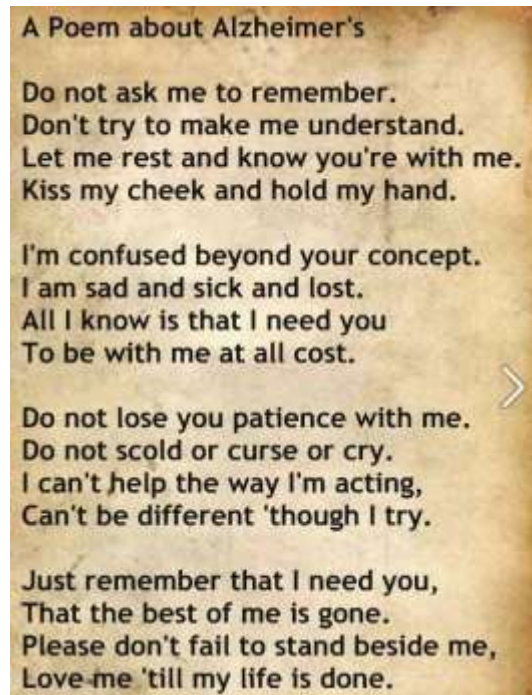 A Poem about Alzheimer's
Do not ask me to remember.
Don't try to make me understand.
Let me rest and know you're with me.
Kiss my cheek and hold my hand.
I'm confused beyond your concept.
I am sad and sick and lost.
All I know is that I need you
To be with me at all cost.
Do not lose you patience with me.
Do not scold or curse or cry.
I can't help the way I'm acting,
Can't be different 'though I try.
Just remember that I need you,
That the best of me is gone.
Please don't fail to stand beside me,
Love me 'till my life is done.